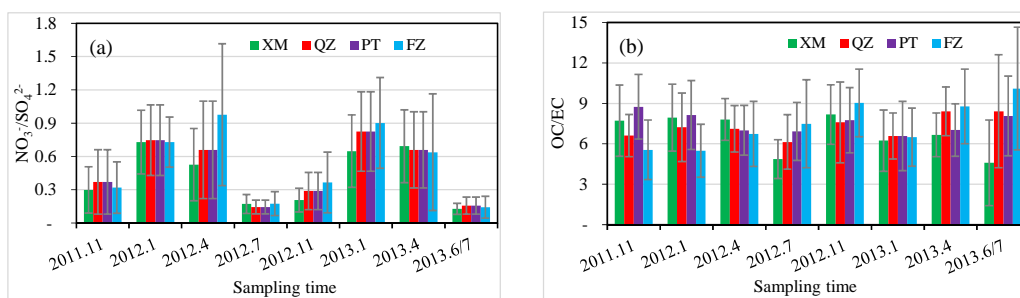 (a)
XM QZ PT FZ
NO₃⁻/SO₄²⁻
1.8
1.5
1.2
0.9
0.6
0.3
-
2011.11 2012.1 2012.4 2012.7 2012.11 2013.1 2013.4 2013.6/7
Sampling time
(b)
XM QZ PT FZ
OC/EC
15
12
9
6
3
-
2011.11 2012.1 2012.4 2012.7 2012.11 2013.1 2013.4 2013.6/7
Sampling time